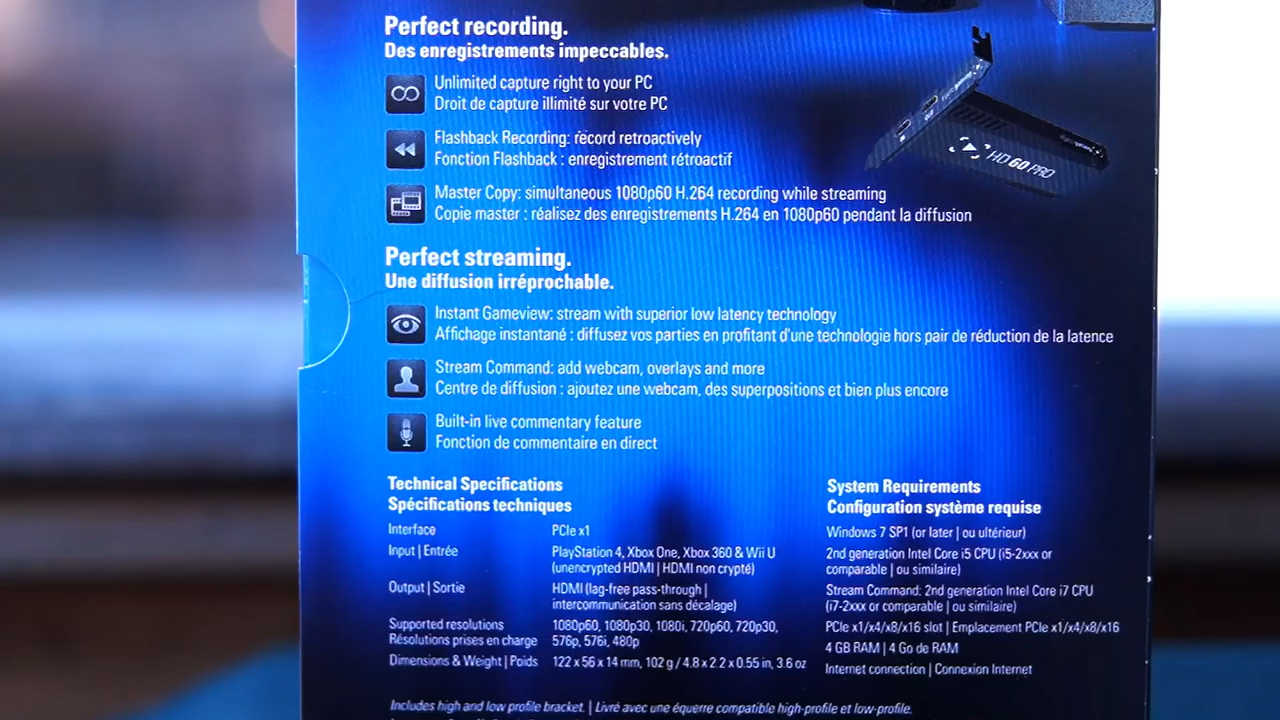 Perfect recording.
Des enregistrements impeccables.
Unlimited capture right to your PC
Droit de capture illimité sur votre PC
Flashback Recording: record retroactively
Fonction Flashback : enregistrement rétroactif
Master Copy: simultaneous 1080p60 H.264 recording while streaming
Copie master : réalisez des enregistrements H.264 en 1080p60 pendant la diffusion
HD 60 PRO
Perfect streaming.
Une diffusion irréprochable.
Instant Gameview: stream with superior low latency technology
Affichage instantané : diffusez vos parties en profitant d'une technologie hors pair de réduction de la latence
Stream Command: add webcam, overlays and more
Centre de diffusion : ajoutez une webcam, des superpositions et bien plus encore
Built-in live commentary feature
Fonction de commentaire en direct
Technical Specifications
Spécifications techniques
Interface PCIe x1
Input | Entrée PlayStation 4, Xbox One, Xbox 360 & Wii U
(unencrypted HDMI | HDMI non crypté)
Output | Sortie HDMI (lag-free pass-through |
intercommunication sans décalage)
Supported resolutions 1080p60, 1080p30, 1080i, 720p60, 720p30,
Résolutions prises en charge 576p, 576i, 480p
Dimensions & Weight | Poids 122 x 56 x 14 mm, 102 g / 4.8 x 2.2 x 0.55 in, 3.6 oz
System Requirements
Configuration système requise
Windows 7 SP1 (or later | ou ultérieur)
2nd generation Intel Core i5 CPU (i5-2xxx or
comparable | ou similaire)
Stream Command: 2nd generation Intel Core i7 CPU
(i7-2xxx or comparable | ou similaire)
PCIe x1/x4/x8/x16 slot | Emplacement PCIe x1/x4/x8/x16
4 GB RAM | 4 Go de RAM
Internet connection | Connexion Internet
Includes high and low profile bracket. | Livré avec une équerre compatible high-profile et low-profile.